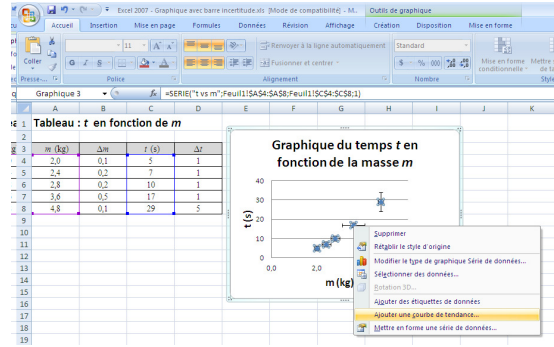 Excel 2007 - Graphique avec barre incertitude.xls [Mode de compatibilité] - M..
Outils de graphique
Accueil Insertion Mise en page Formules Données Révision Affichage Création Disposition Mise en forme
Coller
11
Renvoyer à la ligne automatiquement
Standard
G I S
Fusionner et centrer
% 000
Mise en forme conditionnelle
Mettre de ta
Presse-... Police Alignement Nombre Style
Graphique 3 fx =SERIE("t vs m";Feuil1!$A$4:$A$8;Feuil1!$C$4:$C$8;1)
A B C D E F G H I J K
1 Tableau : t en fonction de m
2
3 m (kg) Δm t (s) Δt
4 2,0 0,1 5 1
5 2,4 0,2 7 1
6 2,8 0,2 10 1
7 3,6 0,5 17 1
8 4,8 0,1 29 5
9
10
11
12
13
14
15
16
17
18
19
Graphique du temps t en
fonction de la masse m
40
30
20
10
0
0,0 2,0
t (s)
m (kg)
Supprimer
Rétablir le style d'origine
Modifier le type de graphique Série de données...
Sélectionner des données...
Rotation 3D...
Ajouter des étiquettes de données
Ajouter une courbe de tendance...
Mettre en forme une série de données...